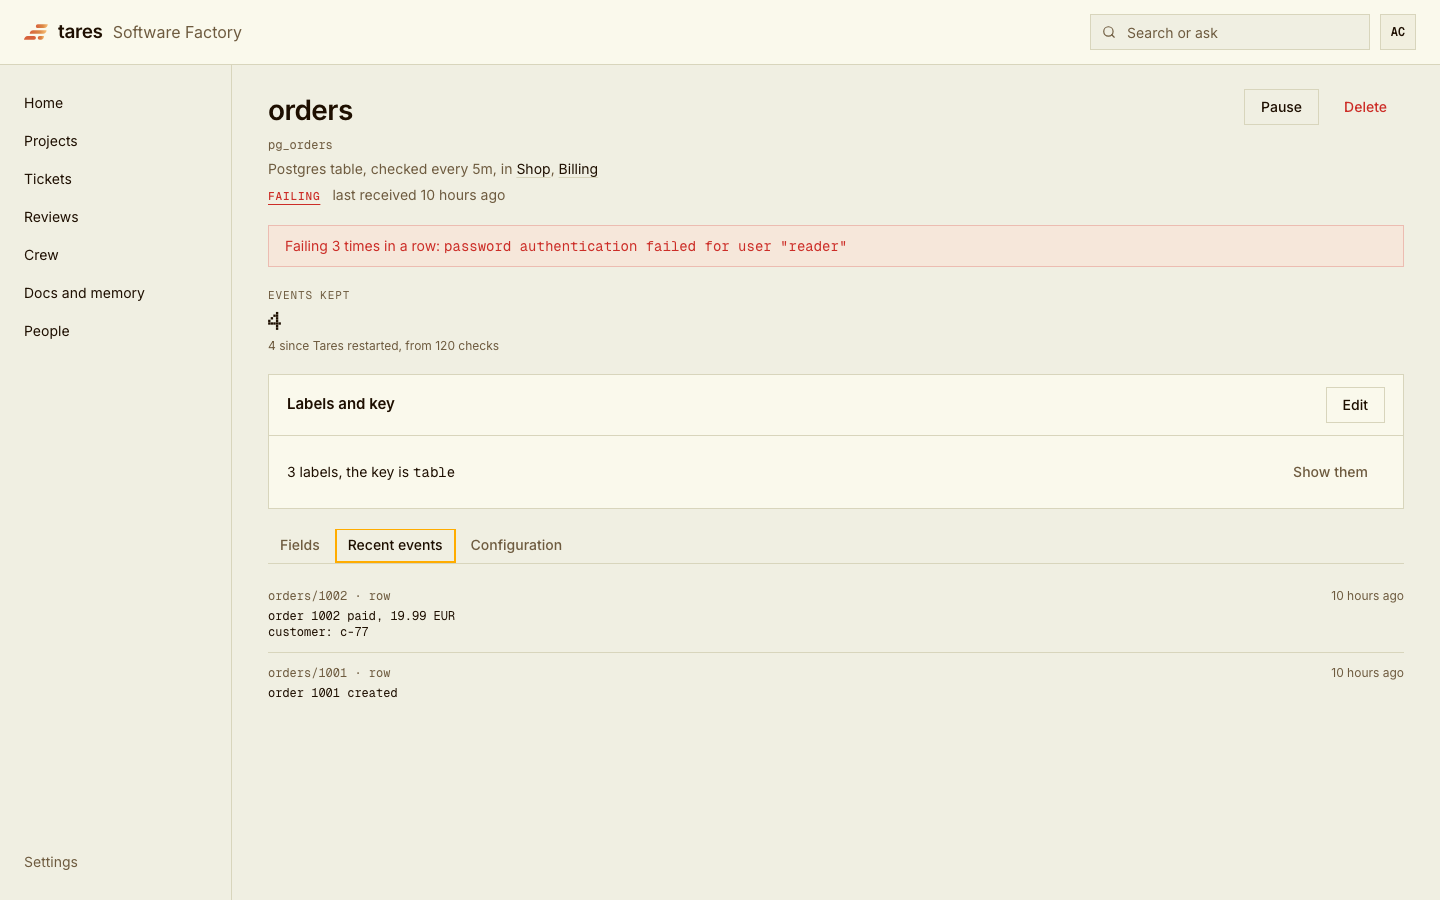 tares Software Factory
Search or ask
AC
Home
Projects
Tickets
Reviews
Crew
Docs and memory
People
Settings
orders
Pause
Delete
pg_orders
Postgres table, checked every 5m, in Shop, Billing
FAILING last received 10 hours ago
Failing 3 times in a row: password authentication failed for user "reader"
EVENTS KEPT
4
4 since Tares restarted, from 120 checks
Labels and key
Edit
3 labels, the key is table
Show them
Fields
Recent events
Configuration
orders/1002 · row
10 hours ago
order 1002 paid, 19.99 EUR
customer: c-77
orders/1001 · row
10 hours ago
order 1001 created